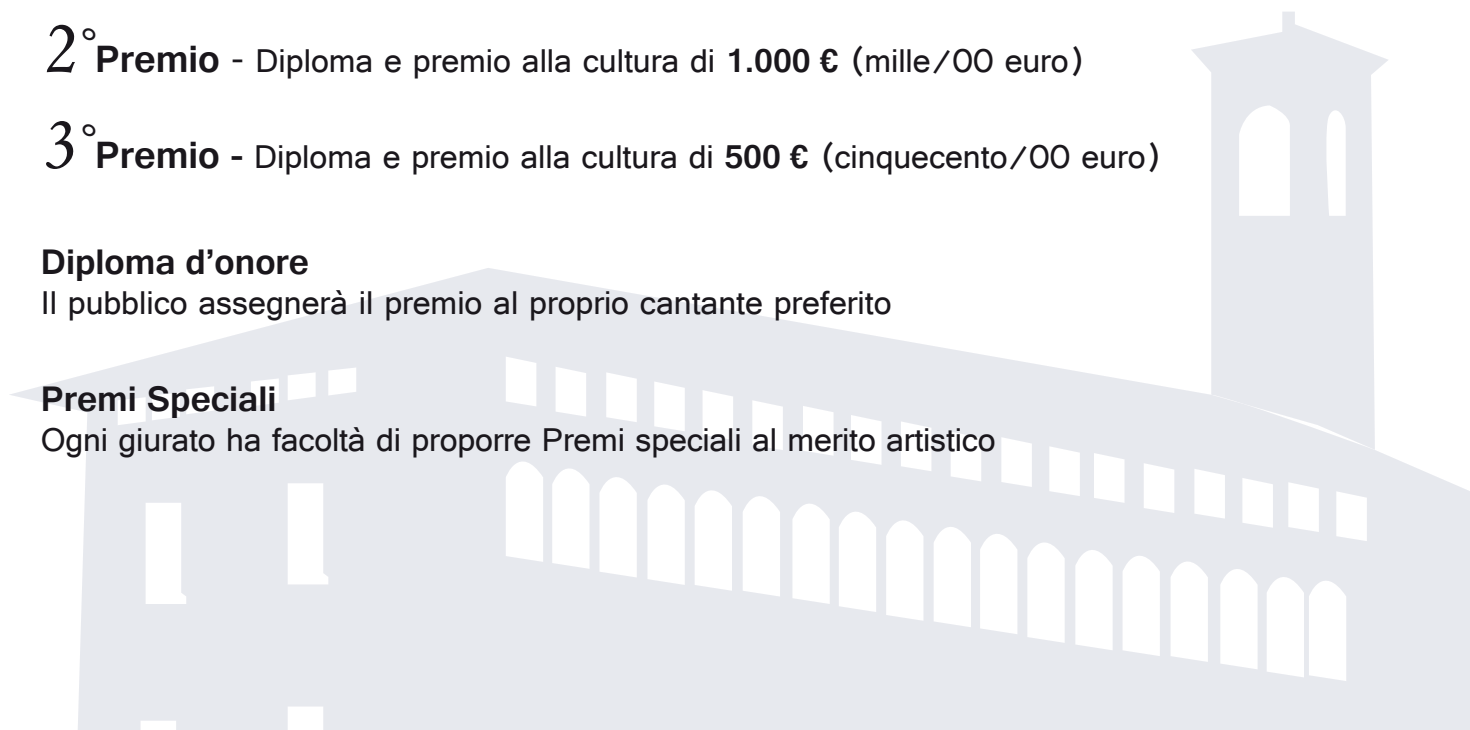 2°Premio - Diploma e premio alla cultura di 1.000 € (mille/00 euro)
3°Premio - Diploma e premio alla cultura di 500 € (cinquecento/00 euro)
Diploma d’onore
Il pubblico assegnerà il premio al proprio cantante preferito
Premi Speciali
Ogni giurato ha facoltà di proporre Premi speciali al merito artistico